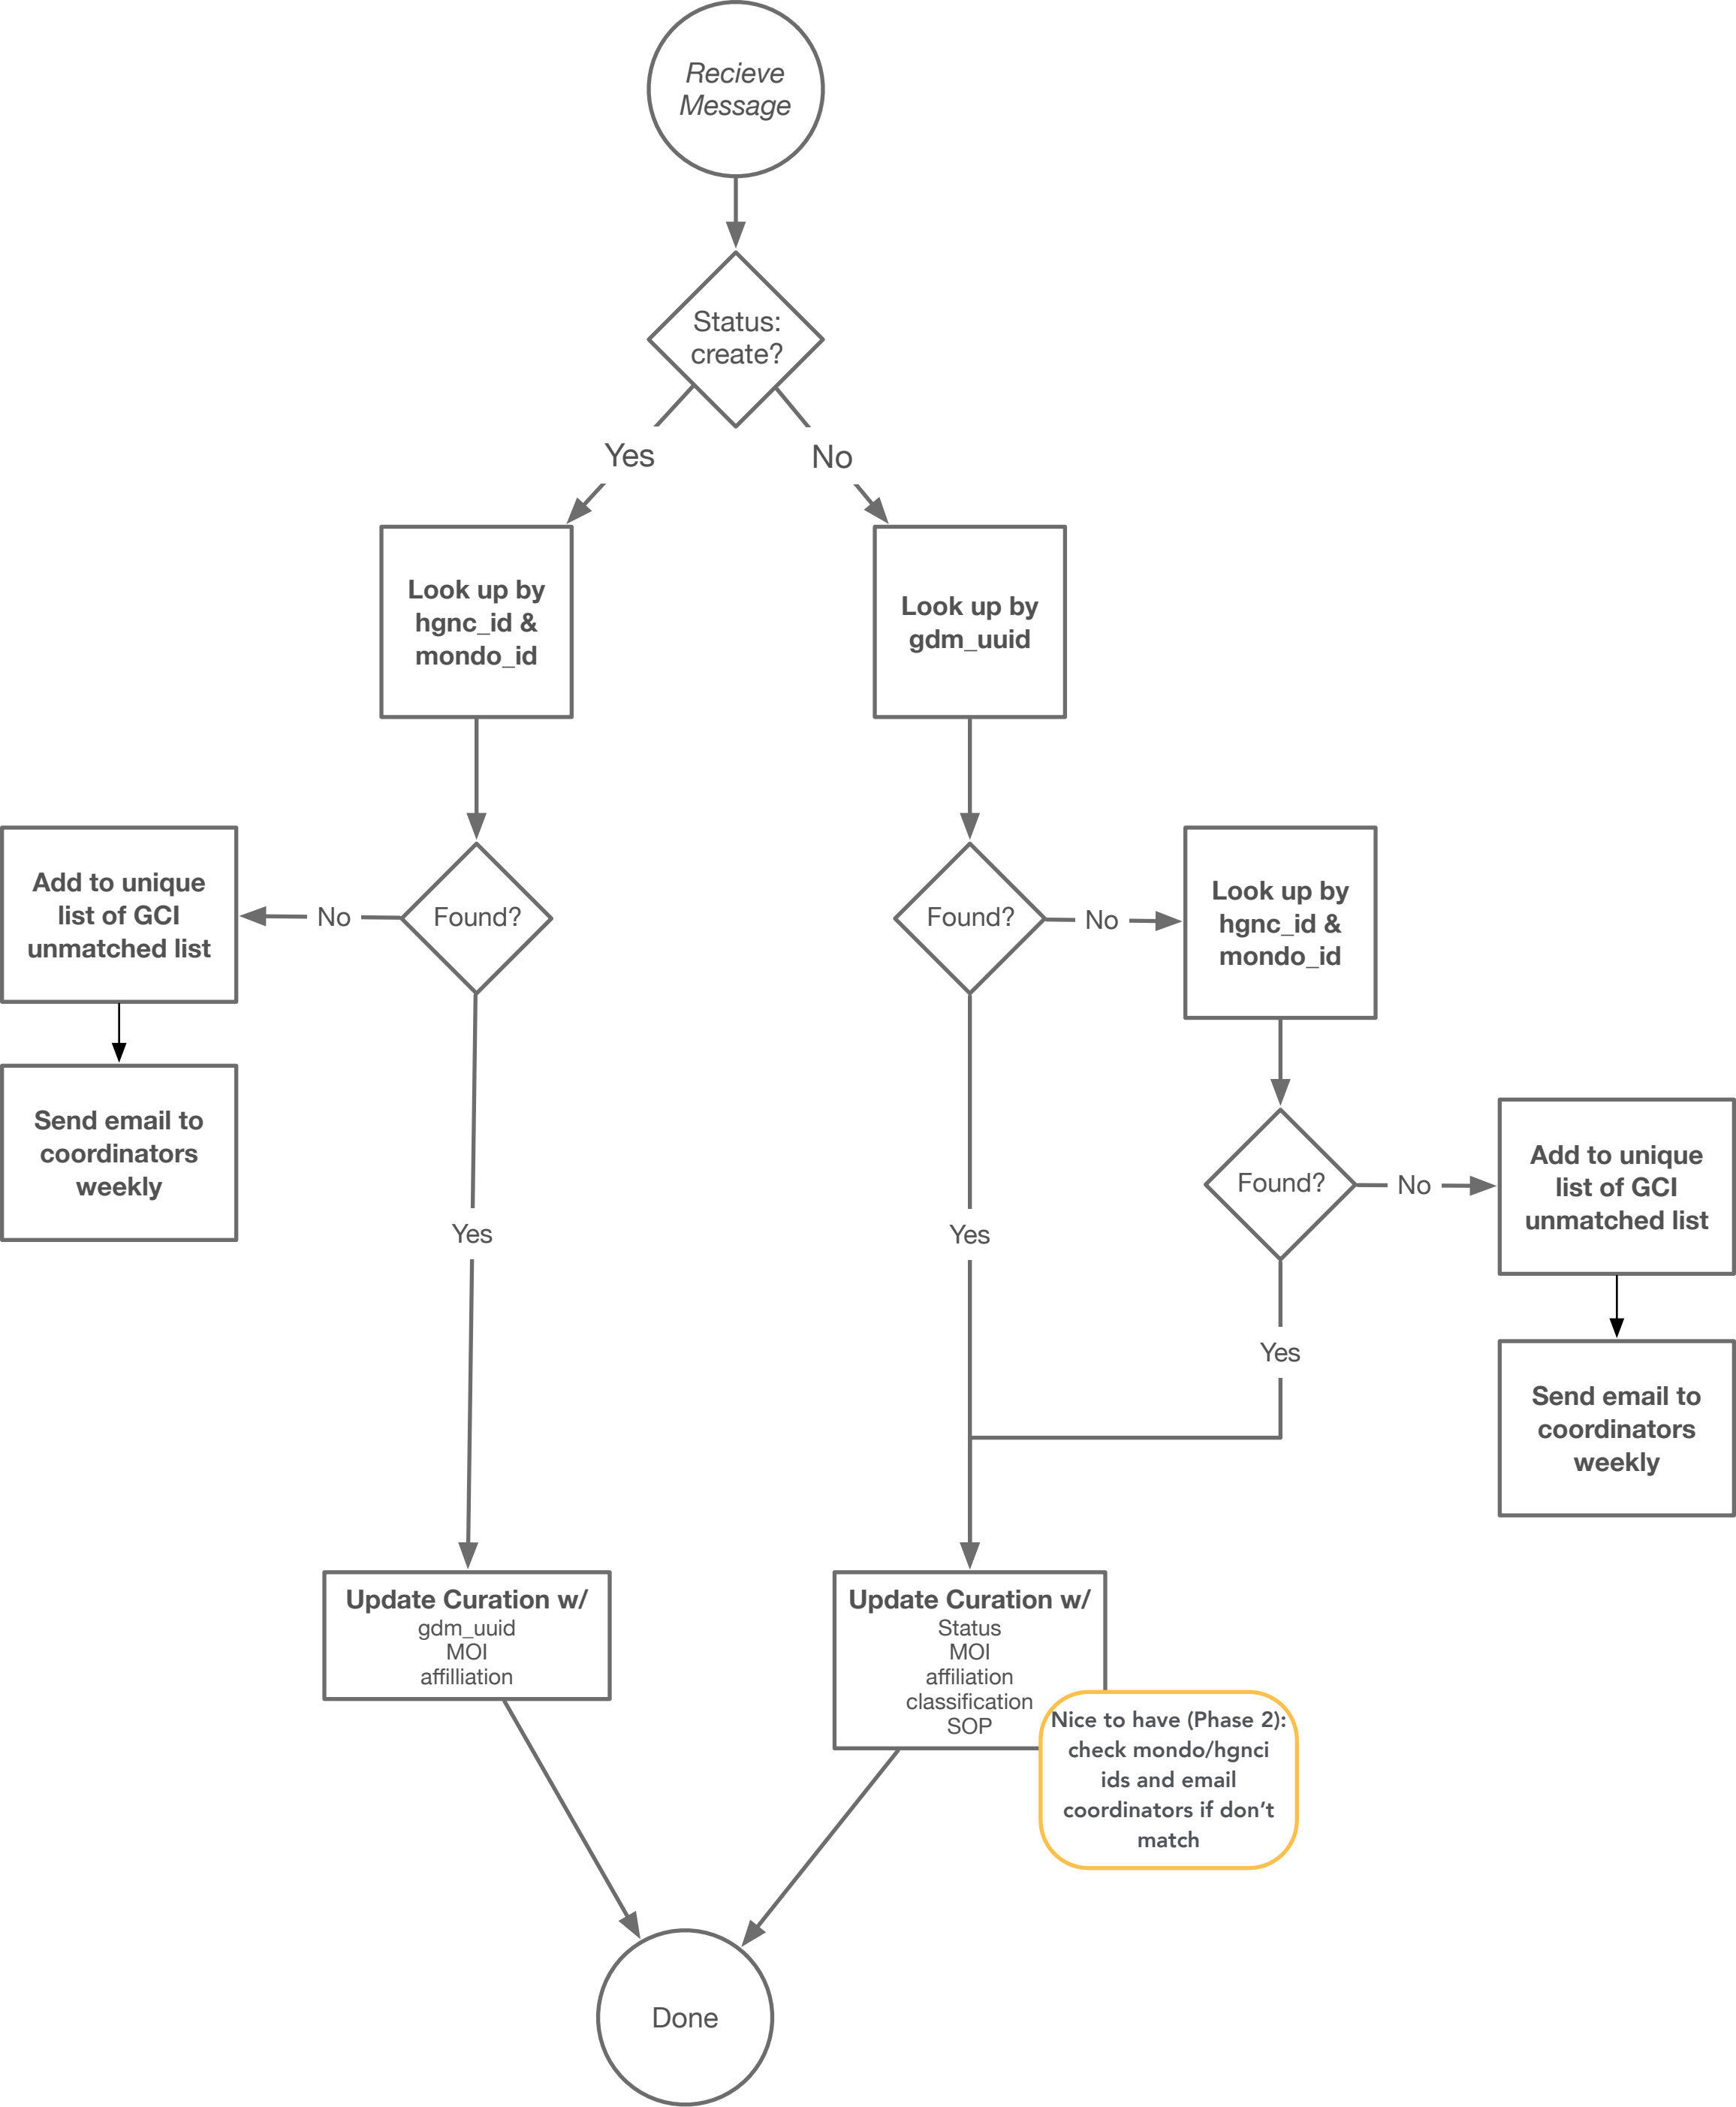 Recieve
Message
Status:
create?
Yes
No
Look up by
hgnc_id &
mondo_id
Look up by
gdm_uuid
Add to unique
list of GCI
unmatched list
No
Found?
Found?
No
Look up by
hgnc_id &
mondo_id
Send email to
coordinators
weekly
Yes
Yes
Found?
No
Add to unique
list of GCI
unmatched list
Yes
Send email to
coordinators
weekly
Update Curation w/
gdm_uuid
MOI
affilliation
Update Curation w/
Status
MOI
affiliation
classification
SOP
Nice to have (Phase 2):
check mondo/hgnci
ids and email
coordinators if don’t
match
Done